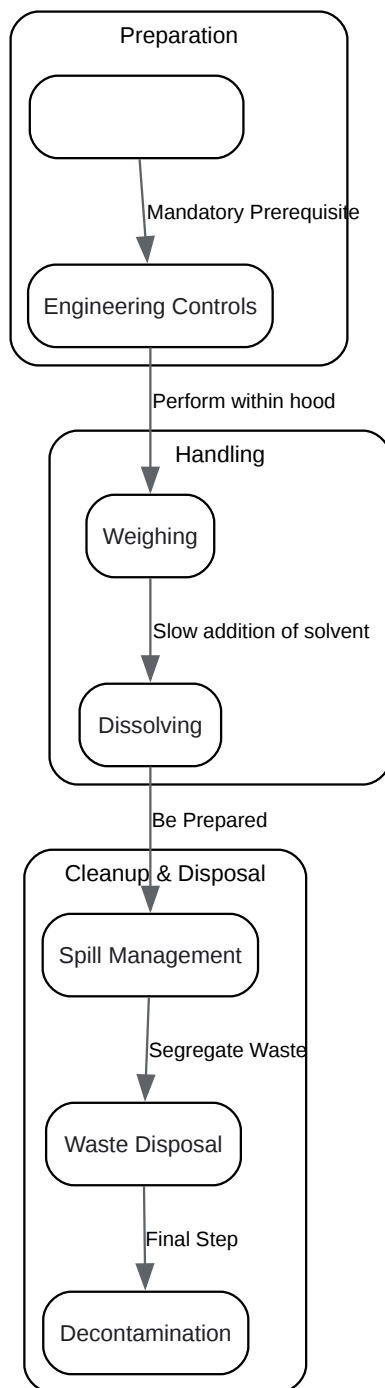 Preparation
Mandatory Prerequisite
Engineering Controls
Perform within hood
Handling
Weighing
Slow addition of solvent
Dissolving
Be Prepared
Cleanup & Disposal
Spill Management
Segregate Waste
Waste Disposal
Final Step
Decontamination